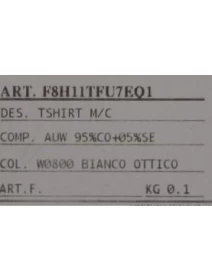 ART. F8H11TFU7EQ1
DES. TSHIRT M/C
COMP. AUW 95%CO+05%SE
COL. W0800 BIANCO OTTICO
ART.F. KG 0.1